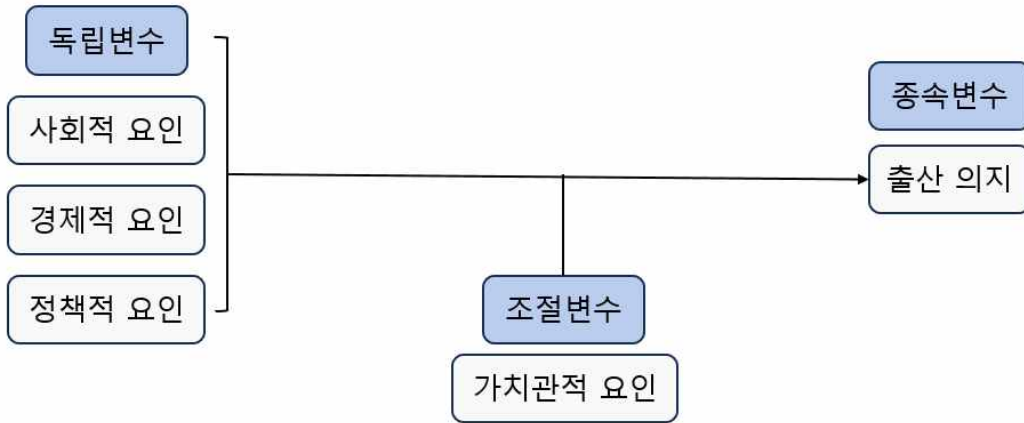 독립변수
사회적 요인
경제적 요인
정책적 요인
조절변수
가치관적 요인
종속변수
출산 의지